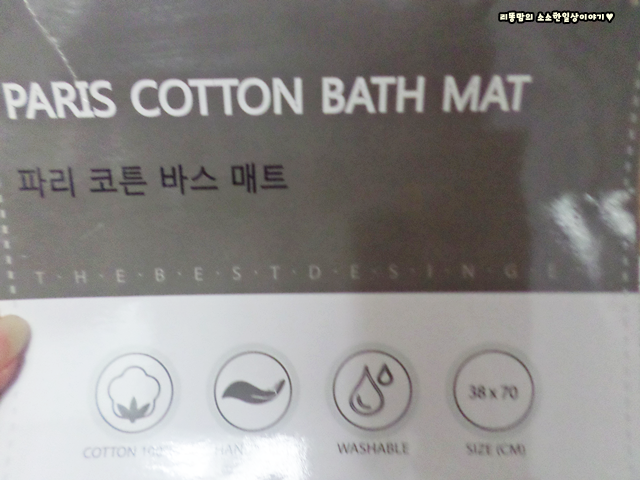 리똥맘의 소소한일상이야기♥
PARIS COTTON BATH MAT
파리 코튼 바스 매트
T·H·E·B·E·S·T·D·E·S·I·N·G·E
38 x 70
COTTON
WASHABLE
SIZE (CM)